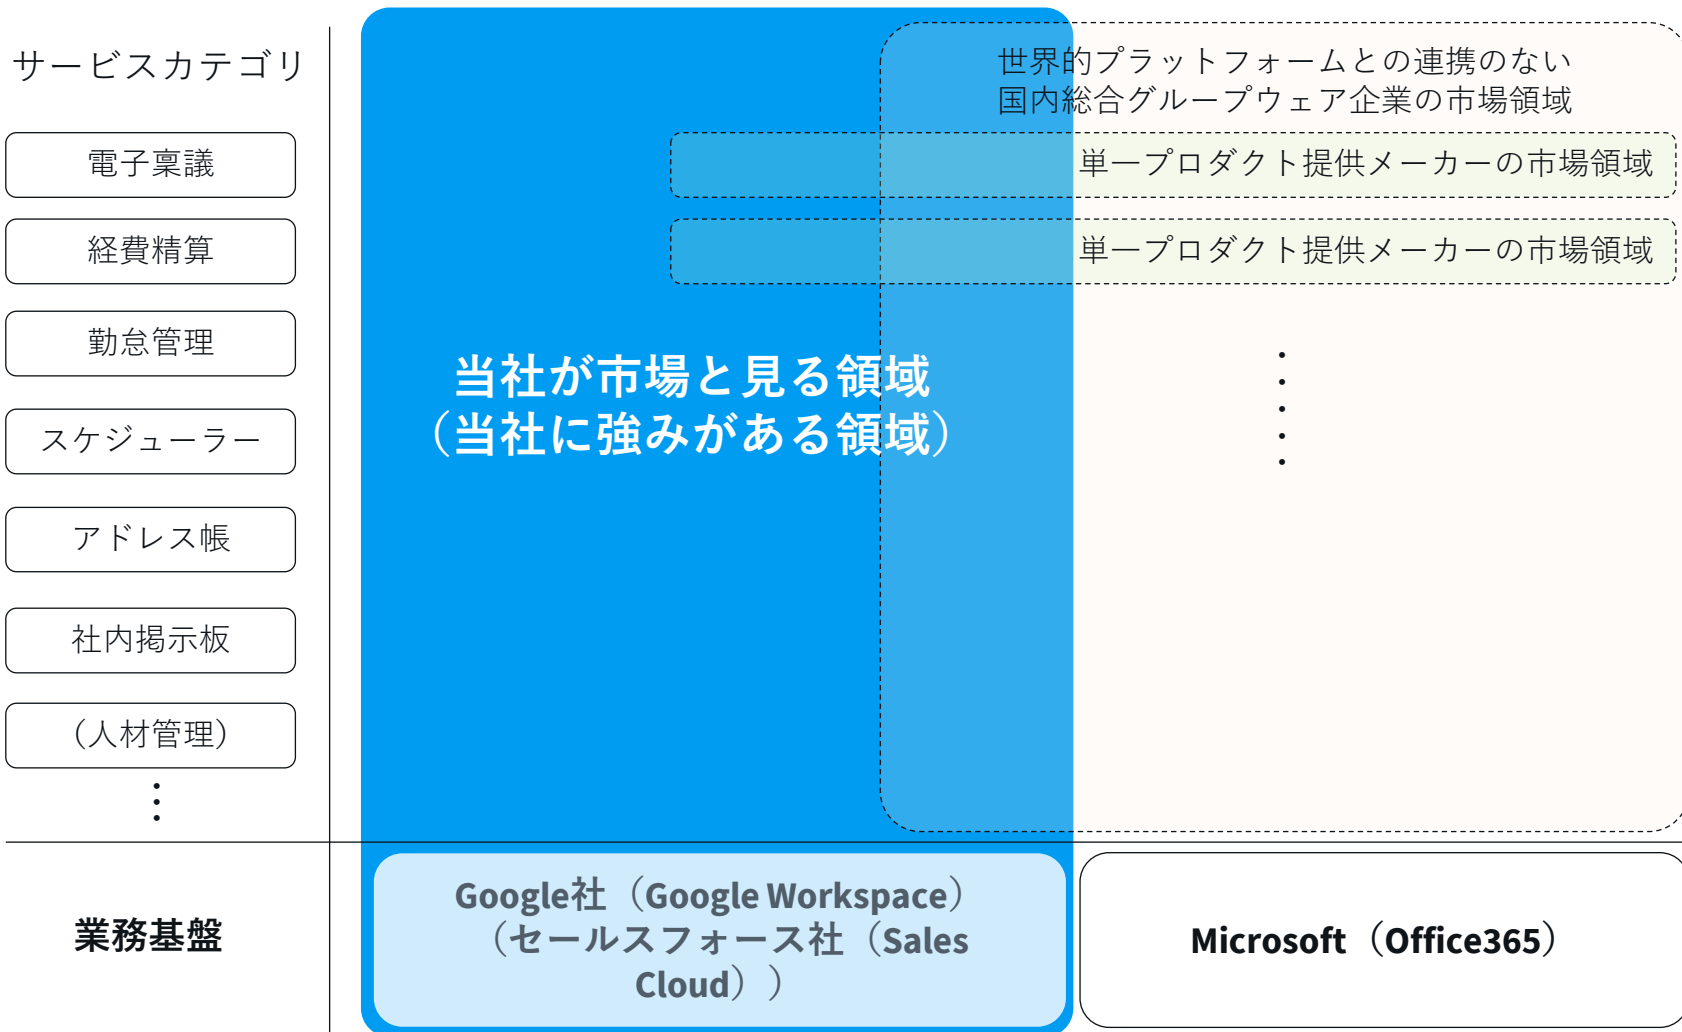 サービスカテゴリ
世界的プラットフォームとの連携のない
国内総合グループウェア企業の市場領域
電子稟議
単一プロダクト提供メーカーの市場領域
経費精算
単一プロダクト提供メーカーの市場領域
勤怠管理
当社が市場と見る領域
（当社に強みがある領域）
スケジューラー
アドレス帳
社内掲示板
（人材管理）
業務基盤
Google社（Google Workspace）
（セールスフォース社（Sales
Cloud））
Microsoft（Office365）